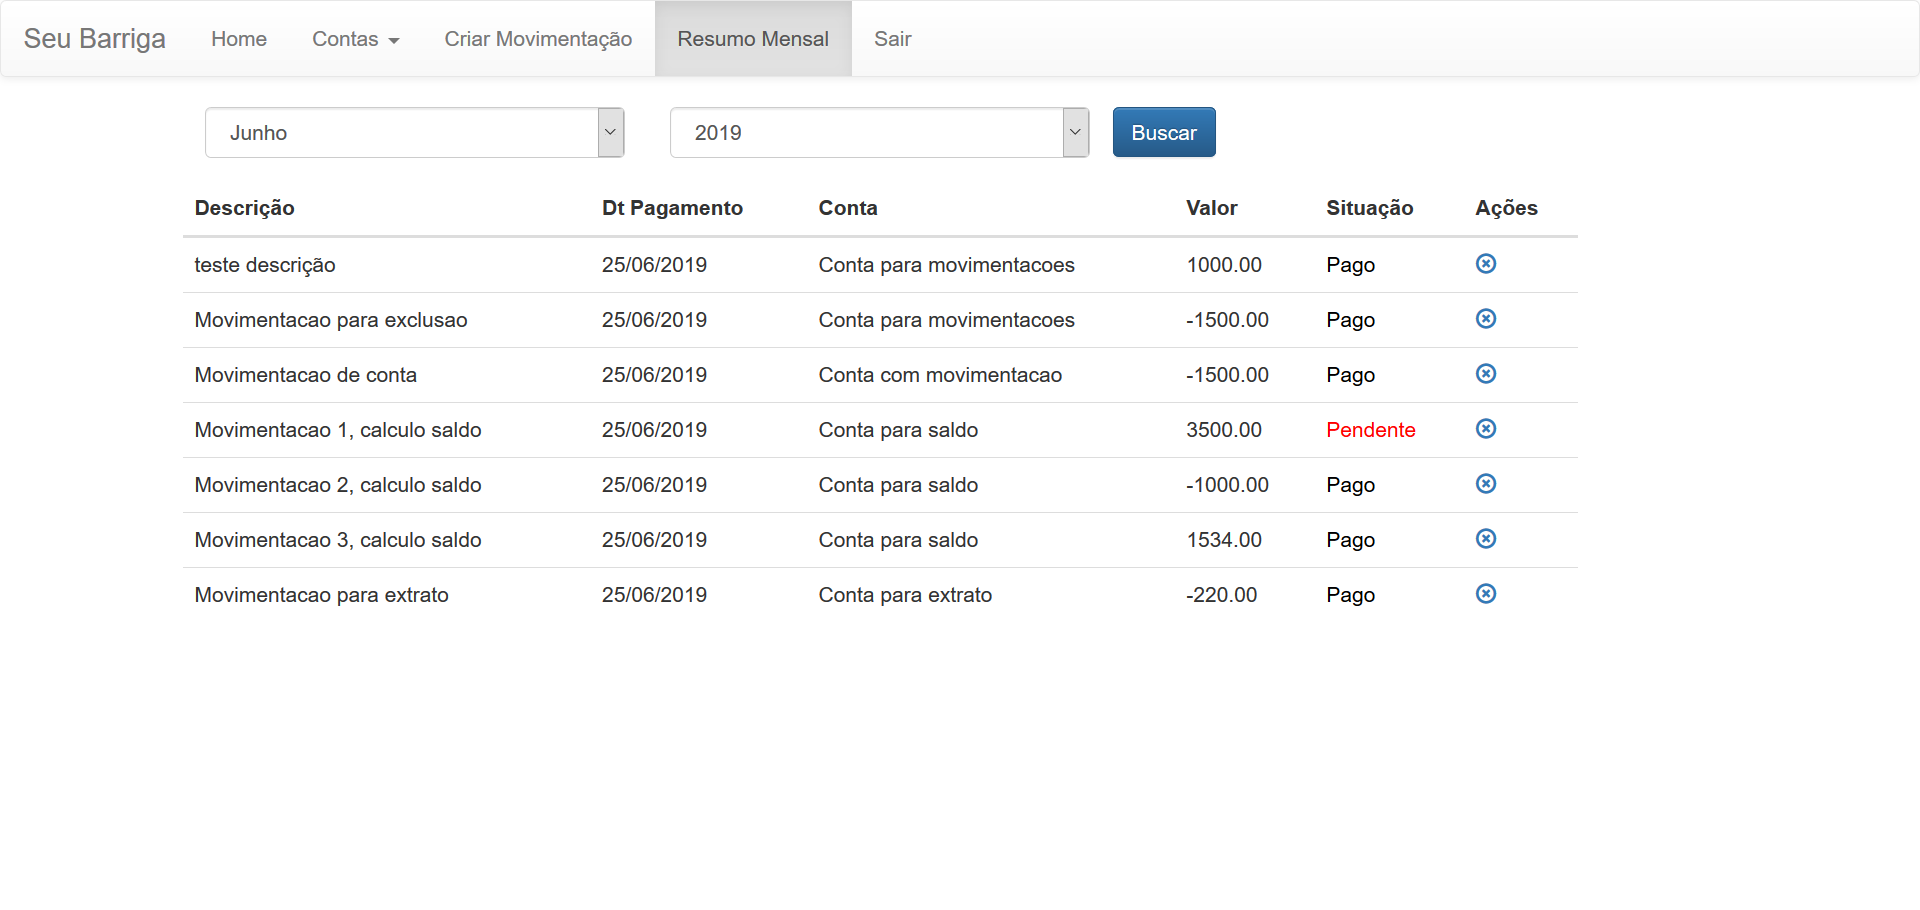 Seu Barriga Home Contas Criar Movimentação Resumo Mensal Sair
Junho 2019 Buscar
Descrição Dt Pagamento Conta Valor Situação Ações
teste descrição 25/06/2019 Conta para movimentacoes 1000.00 Pago
Movimentacao para exclusao 25/06/2019 Conta para movimentacoes -1500.00 Pago
Movimentacao de conta 25/06/2019 Conta com movimentacao -1500.00 Pago
Movimentacao 1, calculo saldo 25/06/2019 Conta para saldo 3500.00 Pendente
Movimentacao 2, calculo saldo 25/06/2019 Conta para saldo -1000.00 Pago
Movimentacao 3, calculo saldo 25/06/2019 Conta para saldo 1534.00 Pago
Movimentacao para extrato 25/06/2019 Conta para extrato -220.00 Pago